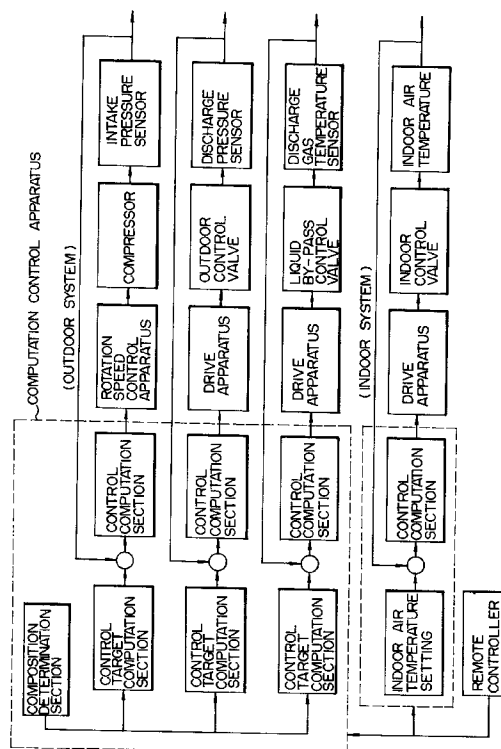 COMPUTATION CONTROL APPARATUS
(OUTDOOR SYSTEM)
COMPOSITION
DETERMINATION
SECTION
CONTROL
TARGET
COMPUTATION
SECTION
CONTROL
COMPUTATION
SECTION
ROTATION
SPEED
CONTROL
APPARATUS
COMPRESSOR
INTAKE
PRESSURE
SENSOR
CONTROL
TARGET
COMPUTATION
SECTION
CONTROL
COMPUTATION
SECTION
DRIVE
APPARATUS
OUTDOOR
CONTROL
VALVE
DISCHARGE
PRESSURE
SENSOR
CONTROL
TARGET
COMPUTATION
SECTION
CONTROL
COMPUTATION
SECTION
DRIVE
APPARATUS
LIQUID
BY-PASS
CONTROL
VALVE
DISCHARGE
GAS
TEMPERATURE
SENSOR
(INDOOR SYSTEM)
INDOOR AIR
TEMPERATURE
SETTING
CONTROL
COMPUTATION
SECTION
DRIVE
APPARATUS
INDOOR
CONTROL
VALVE
INDOOR AIR
TEMPERATURE
REMOTE
CONTROLLER